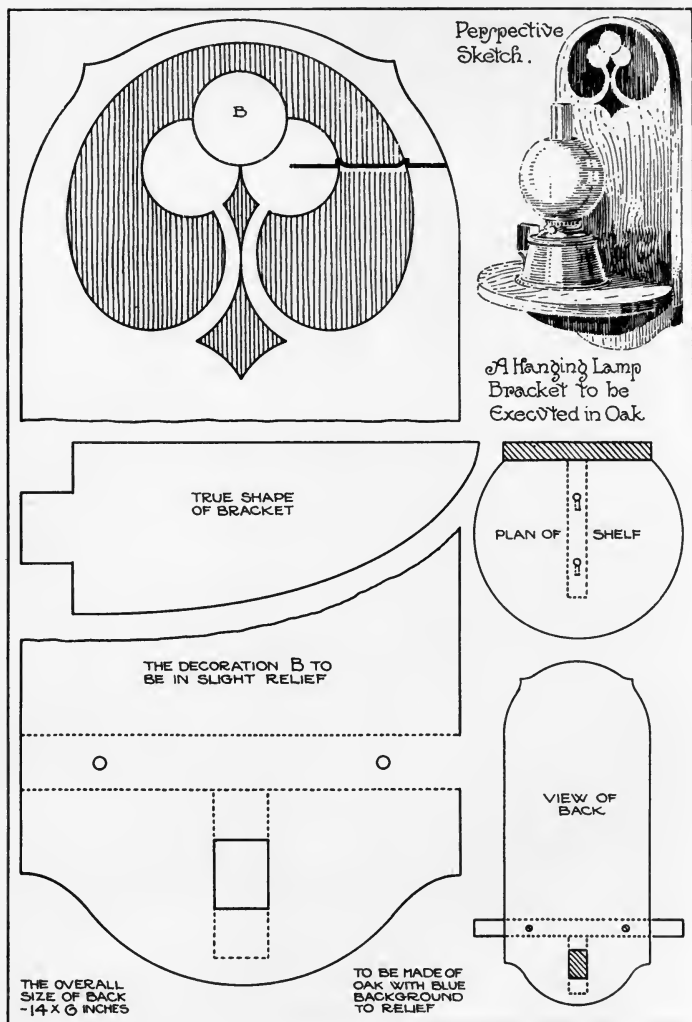 Perspective
Sketch.
B
A Hanging Lamp
Bracket to be
Executed in Oak
TRUE SHAPE
OF BRACKET
PLAN OF SHELF
THE DECORATION B TO
BE IN SLIGHT RELIEF
VIEW OF
BACK
THE OVERALL
SIZE OF BACK
-14 X 6 INCHES
TO BE MADE OF
OAK WITH BLUE
BACKGROUND
TO RELIEF